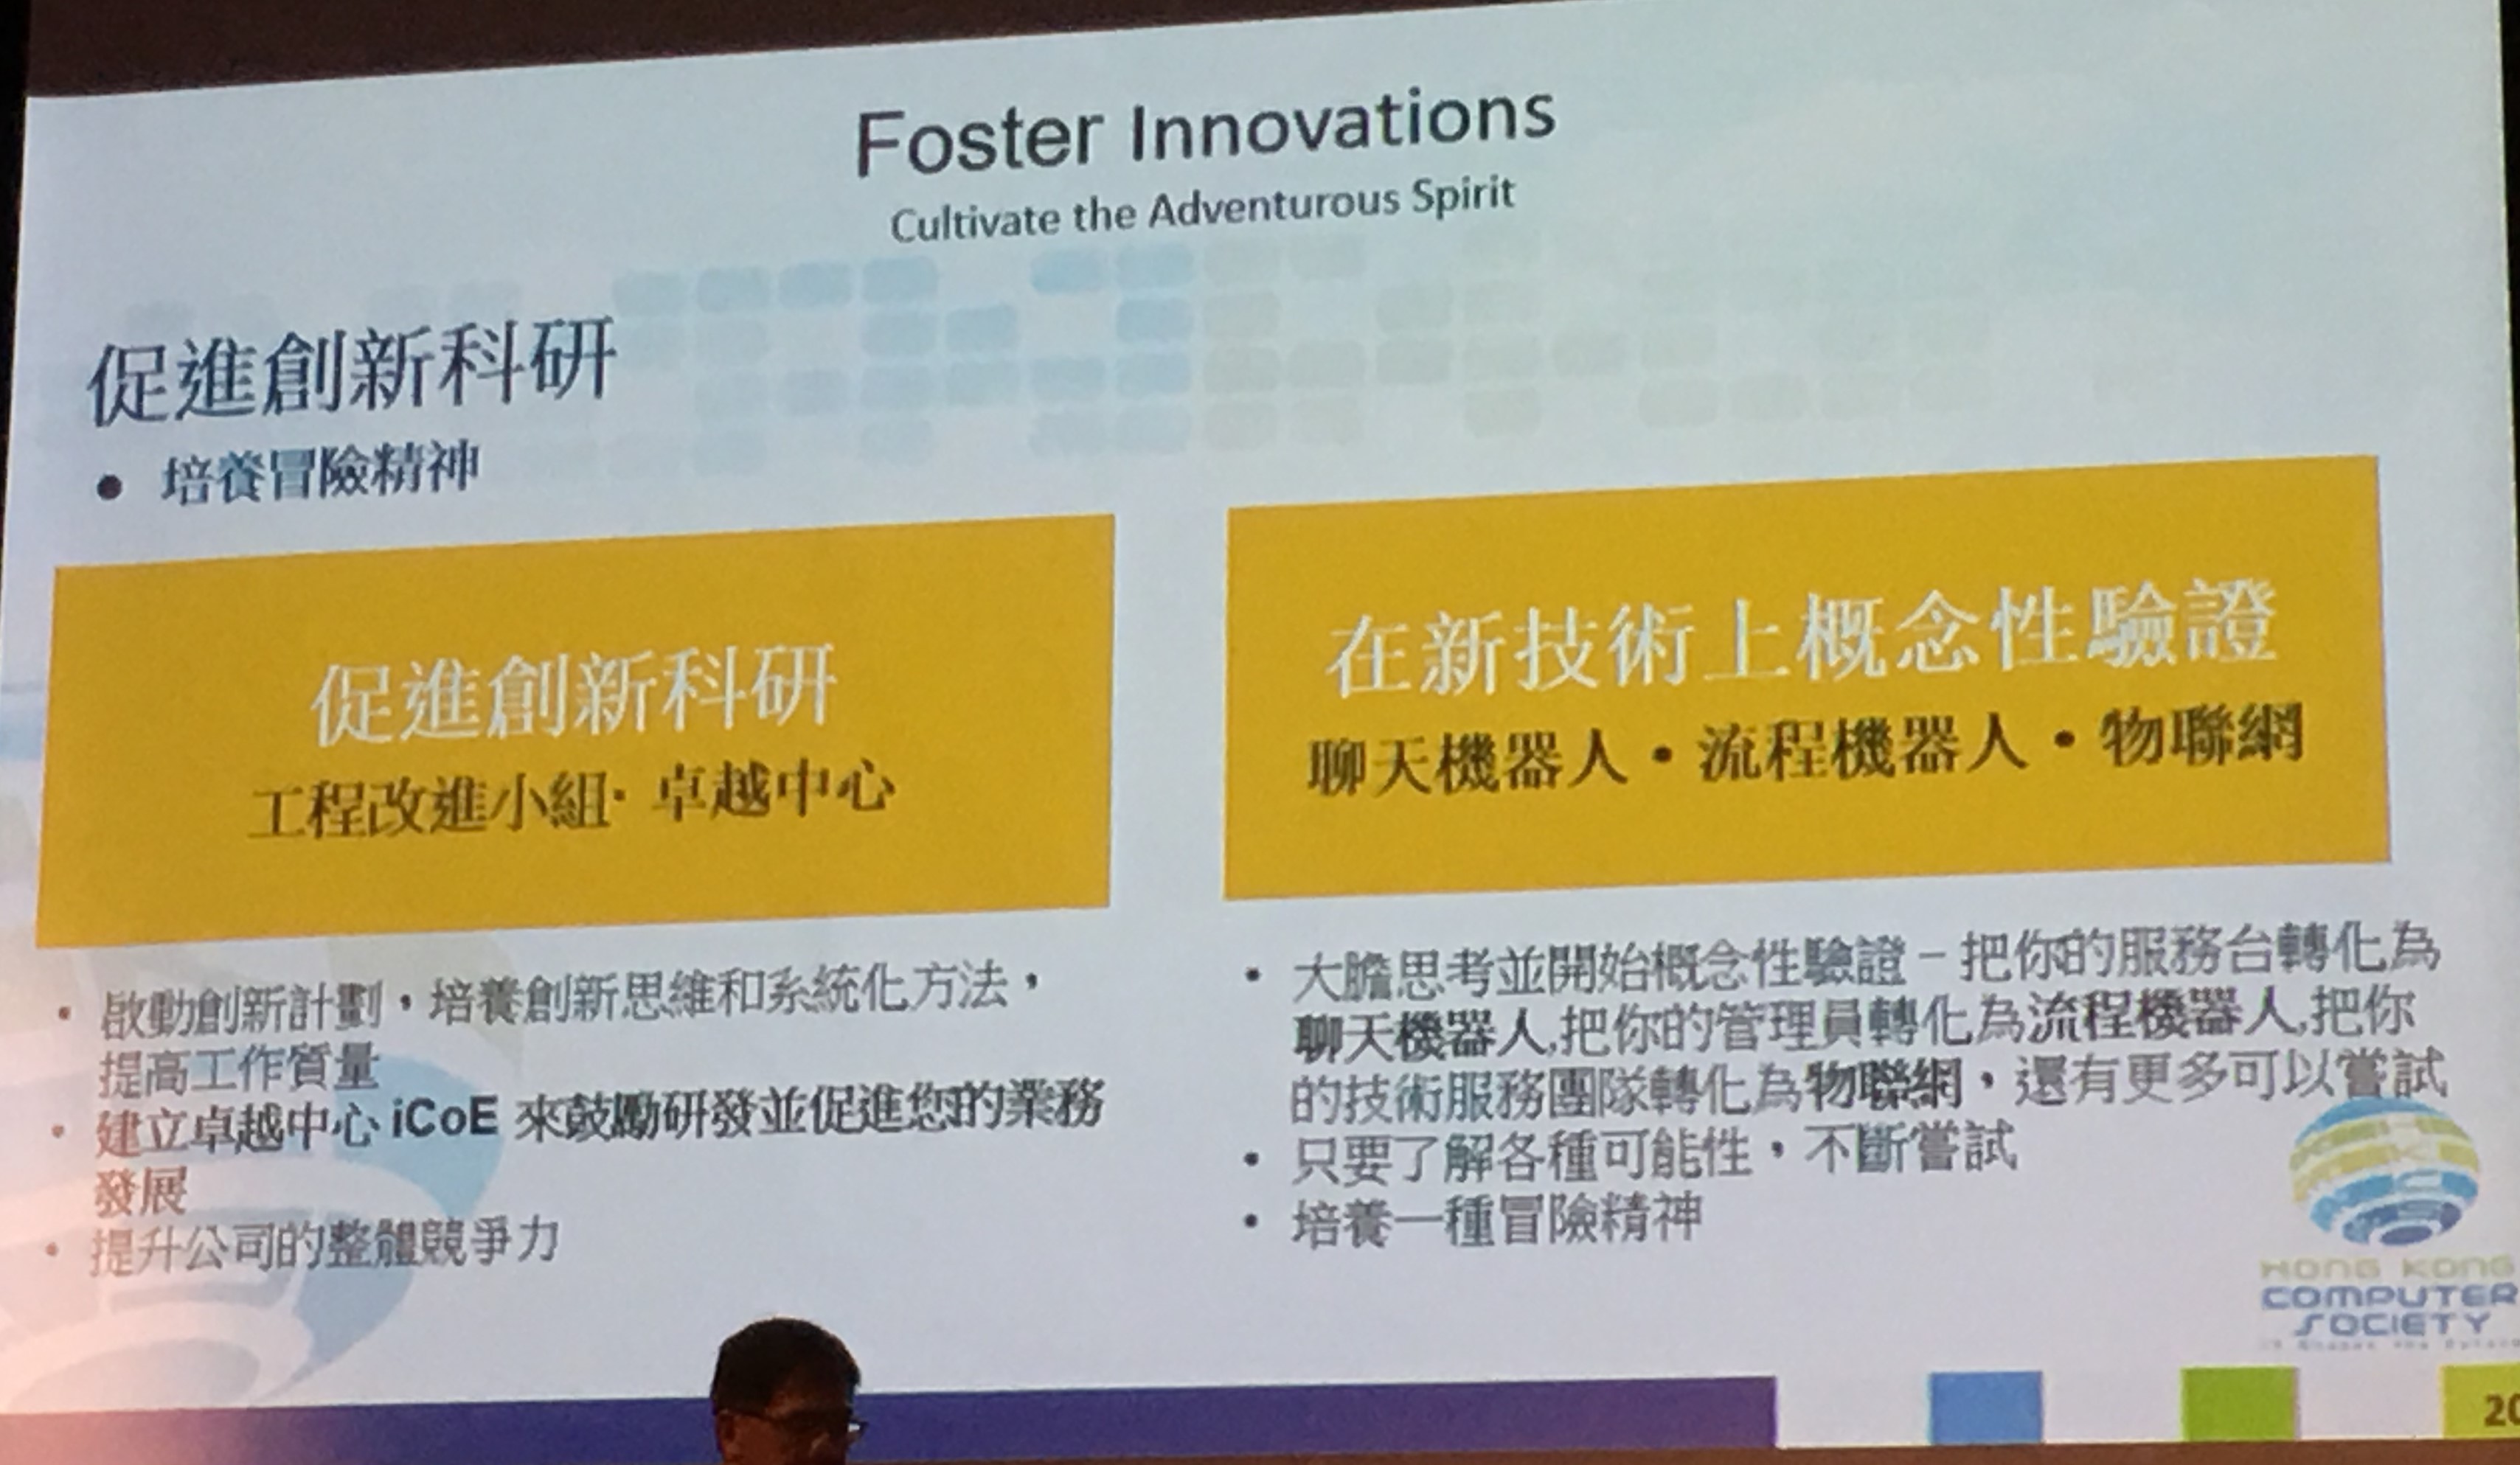 Foster Innovations
Cultivate the Adventurous Spirit
促進創新科研
● 培養冒險精神
促進創新科研
工程改進小組· 卓越中心
• 啟動創新計劃，培養創新思維和系統化方法，
提高工作質量
• 建立卓越中心 iCoE 來鼓勵研發並促進您的業務
發展
• 提升公司的整體競爭力
在新技術上概念性驗證
聊天機器人•流程機器人•物聯網
• 大膽思考並開始概念性驗證－把你的服務台轉化為
聊天機器人,把你的管理員轉化為流程機器人,把你
的技術服務團隊轉化為物聯網，還有更多可以嘗試
• 只要了解各種可能性，不斷嘗試
• 培養一種冒險精神
HONG KONG
COMPUTER
SOCIETY
20